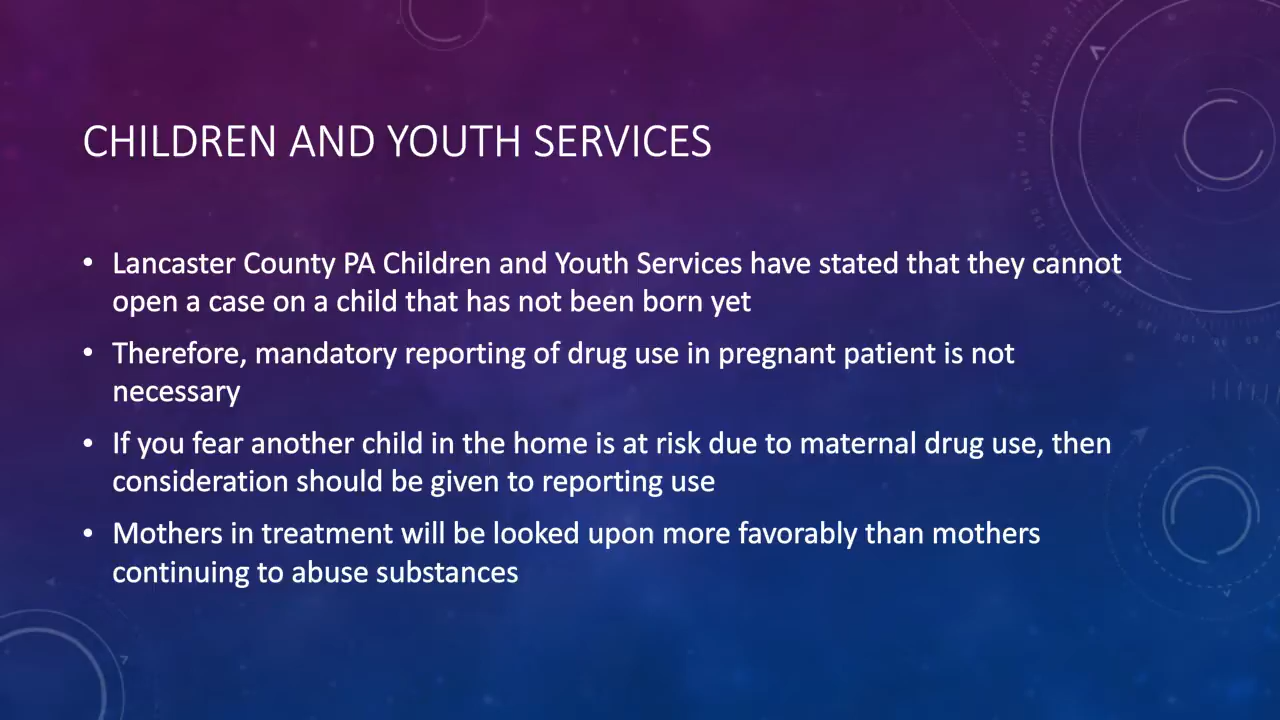 CHILDREN AND YOUTH SERVICES
• Lancaster County PA Children and Youth Services have stated that they cannot
open a case on a child that has not been born yet
• Therefore, mandatory reporting of drug use in pregnant patient is not
necessary
• If you fear another child in the home is at risk due to maternal drug use, then
consideration should be given to reporting use
• Mothers in treatment will be looked upon more favorably than mothers
continuing to abuse substances